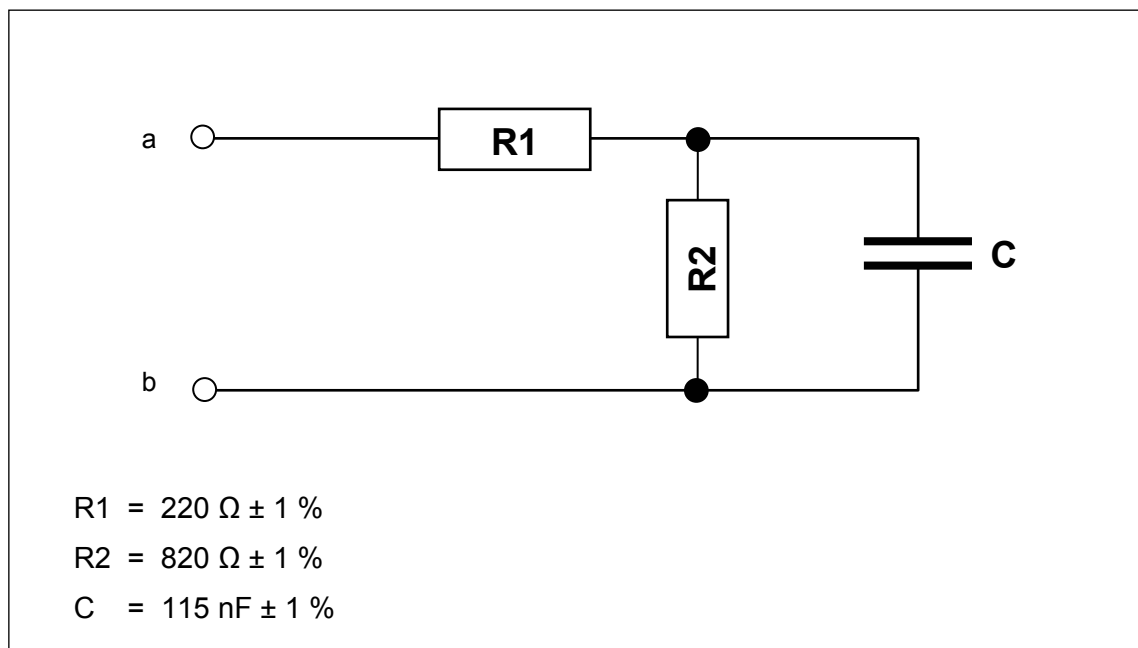 a
R1
R2
C
b
R1 = 220 Ω ± 1 %
R2 = 820 Ω ± 1 %
C = 115 nF ± 1 %